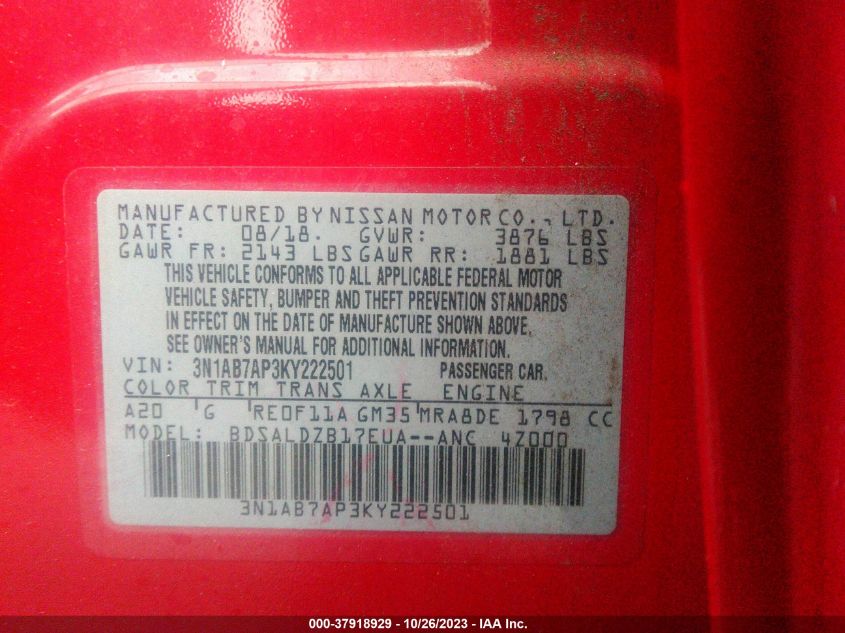 MANUFACTURED BY NISSAN MOTOR CO., LTD.
DATE: 08/18. GVWR: 3876 LBS
GAWR FR: 2143 LBS GAWR RR: 1881 LBS
THIS VEHICLE CONFORMS TO ALL APPLICABLE FEDERAL MOTOR
VEHICLE SAFETY, BUMPER AND THEFT PREVENTION STANDARDS
IN EFFECT ON THE DATE OF MANUFACTURE SHOWN ABOVE.
SEE OWNER'S MANUAL FOR ADDITIONAL INFORMATION.
VIN: 3N1AB7AP3KY222501 PASSENGER CAR.
COLOR TRIM TRANS AXLE ENGINE
A20 G RE0F11A GM35 MRA8DE 1798 CC
MODEL: BDSALDZB17EUA--ANC 4Z000
3N1AB7AP3KY222501
000-37918929 - 10/26/2023 - IAA Inc.